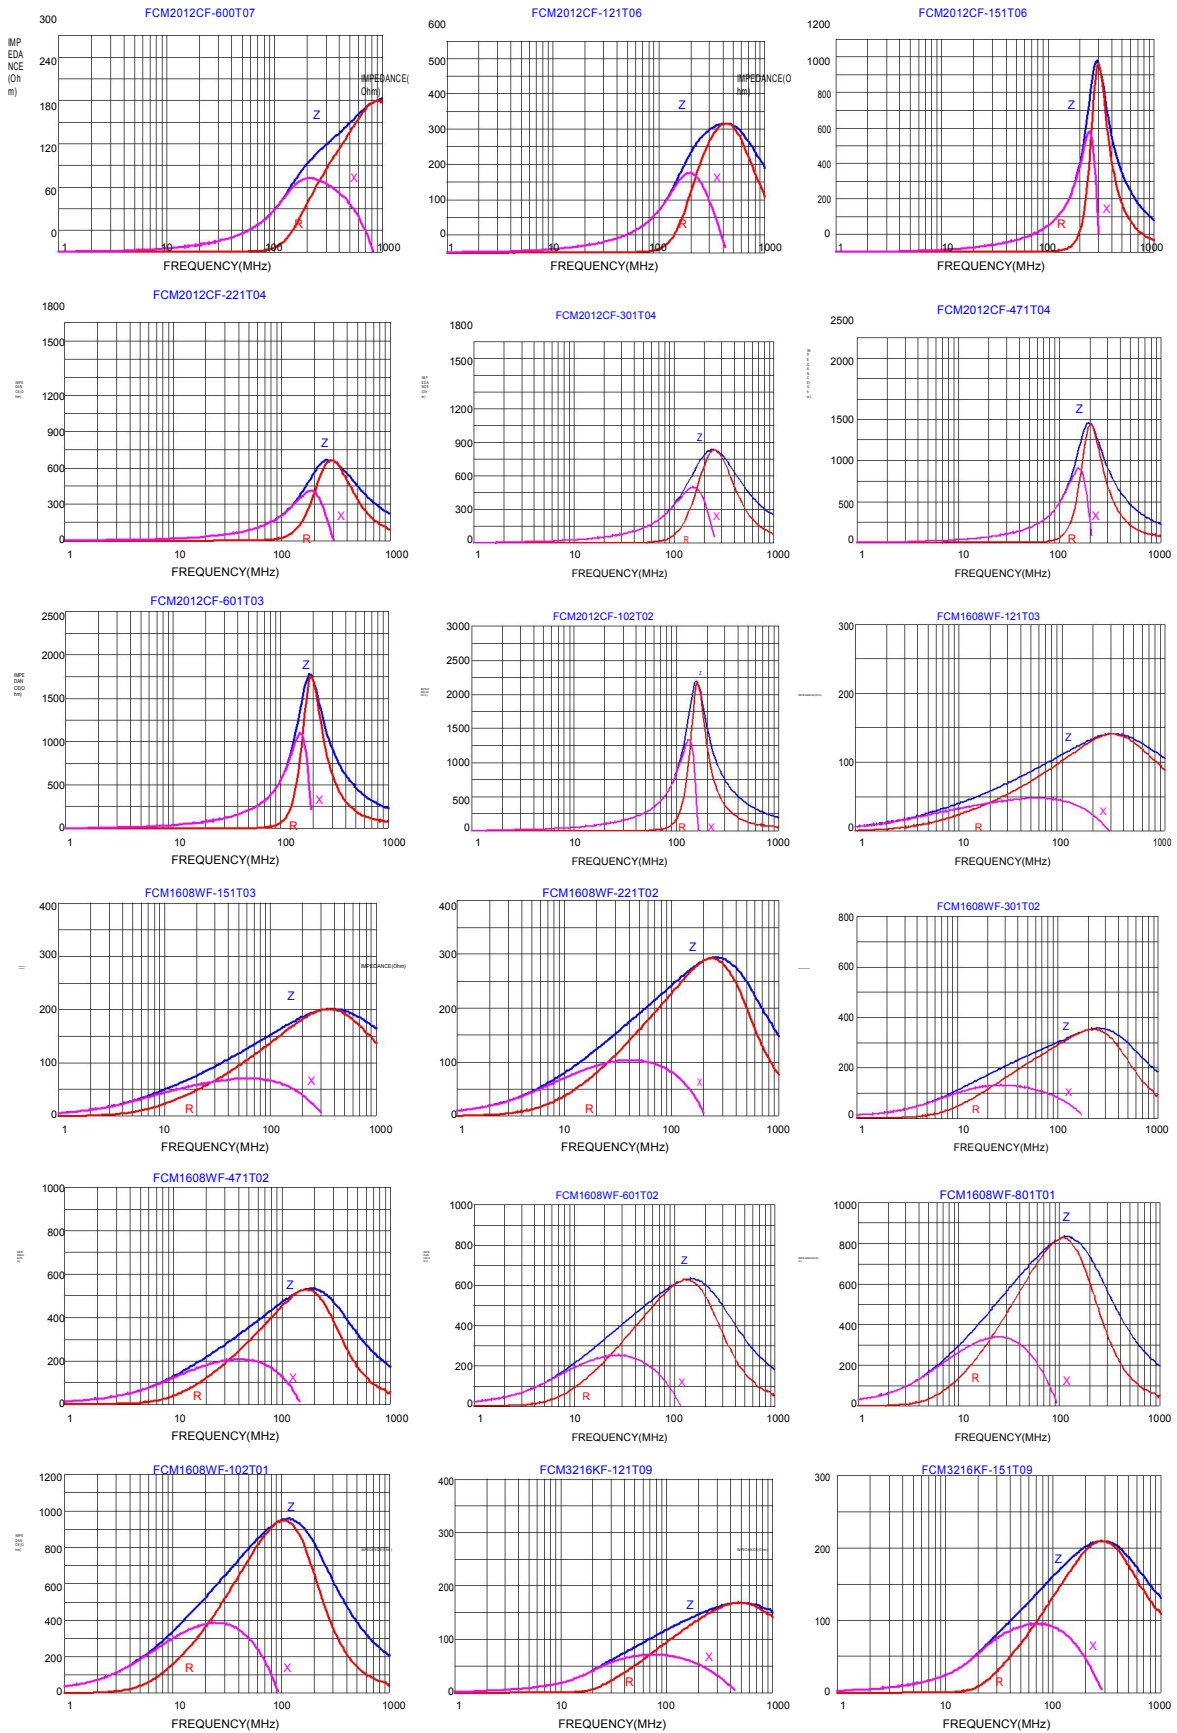 FCM2012CF-600T07
300
IMP
EDA
NCE
(Oh
m)
240
180
120
60
0
IMPEDANCE(
Ohm)
Z
X
R
1 10 100 1000
FREQUENCY(MHz)
FCM2012CF-121T06
600
500
400
300
200
100
0
IMPEDANCE(O
hm)
Z
X
R
1 10 100 1000
FREQUENCY(MHz)
FCM2012CF-151T06
1200
1000
800
600
400
200
0
Z
X
R
1 10 100 1000
FREQUENCY(MHz)
FCM2012CF-221T04
1800
1500
1200
900
600
300
0
Z
X
R
1 10 100 1000
FREQUENCY(MHz)
FCM2012CF-301T04
1800
1500
1200
900
600
300
0
Z
X
R
1 10 100 1000
FREQUENCY(MHz)
FCM2012CF-471T04
2500
2000
1500
1000
500
0
Z
X
R
1 10 100 1000
FREQUENCY(MHz)
FCM2012CF-601T03
2500
2000
1500
1000
500
0
IMPE
DAN
CE(O
hm)
Z
X
R
1 10 100 1000
FREQUENCY(MHz)
FCM2012CF-102T02
3000
2500
2000
1500
1000
500
0
Z
R X
1 10 100 1000
FREQUENCY(MHz)
FCM1608WF-121T03
300
200
100
0
Z
X
R
1 10 100 1000
FREQUENCY(MHz)
FCM1608WF-151T03
400
300
200
100
0
IMPEDANCE(Ohm)
Z
X
R
1 10 100 1000
FREQUENCY(MHz)
FCM1608WF-221T02
400
300
200
100
0
Z
X
R
1 10 100 1000
FREQUENCY(MHz)
FCM1608WF-301T02
800
600
400
200
0
Z
X
R
1 10 100 1000
FREQUENCY(MHz)
FCM1608WF-471T02
1000
800
600
400
200
0
Z
X
R
1 10 100 1000
FREQUENCY(MHz)
FCM1608WF-601T02
1000
800
600
400
200
0
Z
X
R
1 10 100 1000
FREQUENCY(MHz)
FCM1608WF-801T01
1000
800
600
400
200
0
Z
X
R
1 10 100 1000
FREQUENCY(MHz)
FCM1608WF-102T01
1200
1000
800
600
400
200
0
Z
R X
1 10 100 1000
FREQUENCY(MHz)
FCM3216KF-121T09
400
300
200
100
0
Z
X
R
1 10 100 1000
FREQUENCY(MHz)
FCM3216KF-151T09
300
200
100
0
Z
X
R
1 10 100 1000
FREQUENCY(MHz)